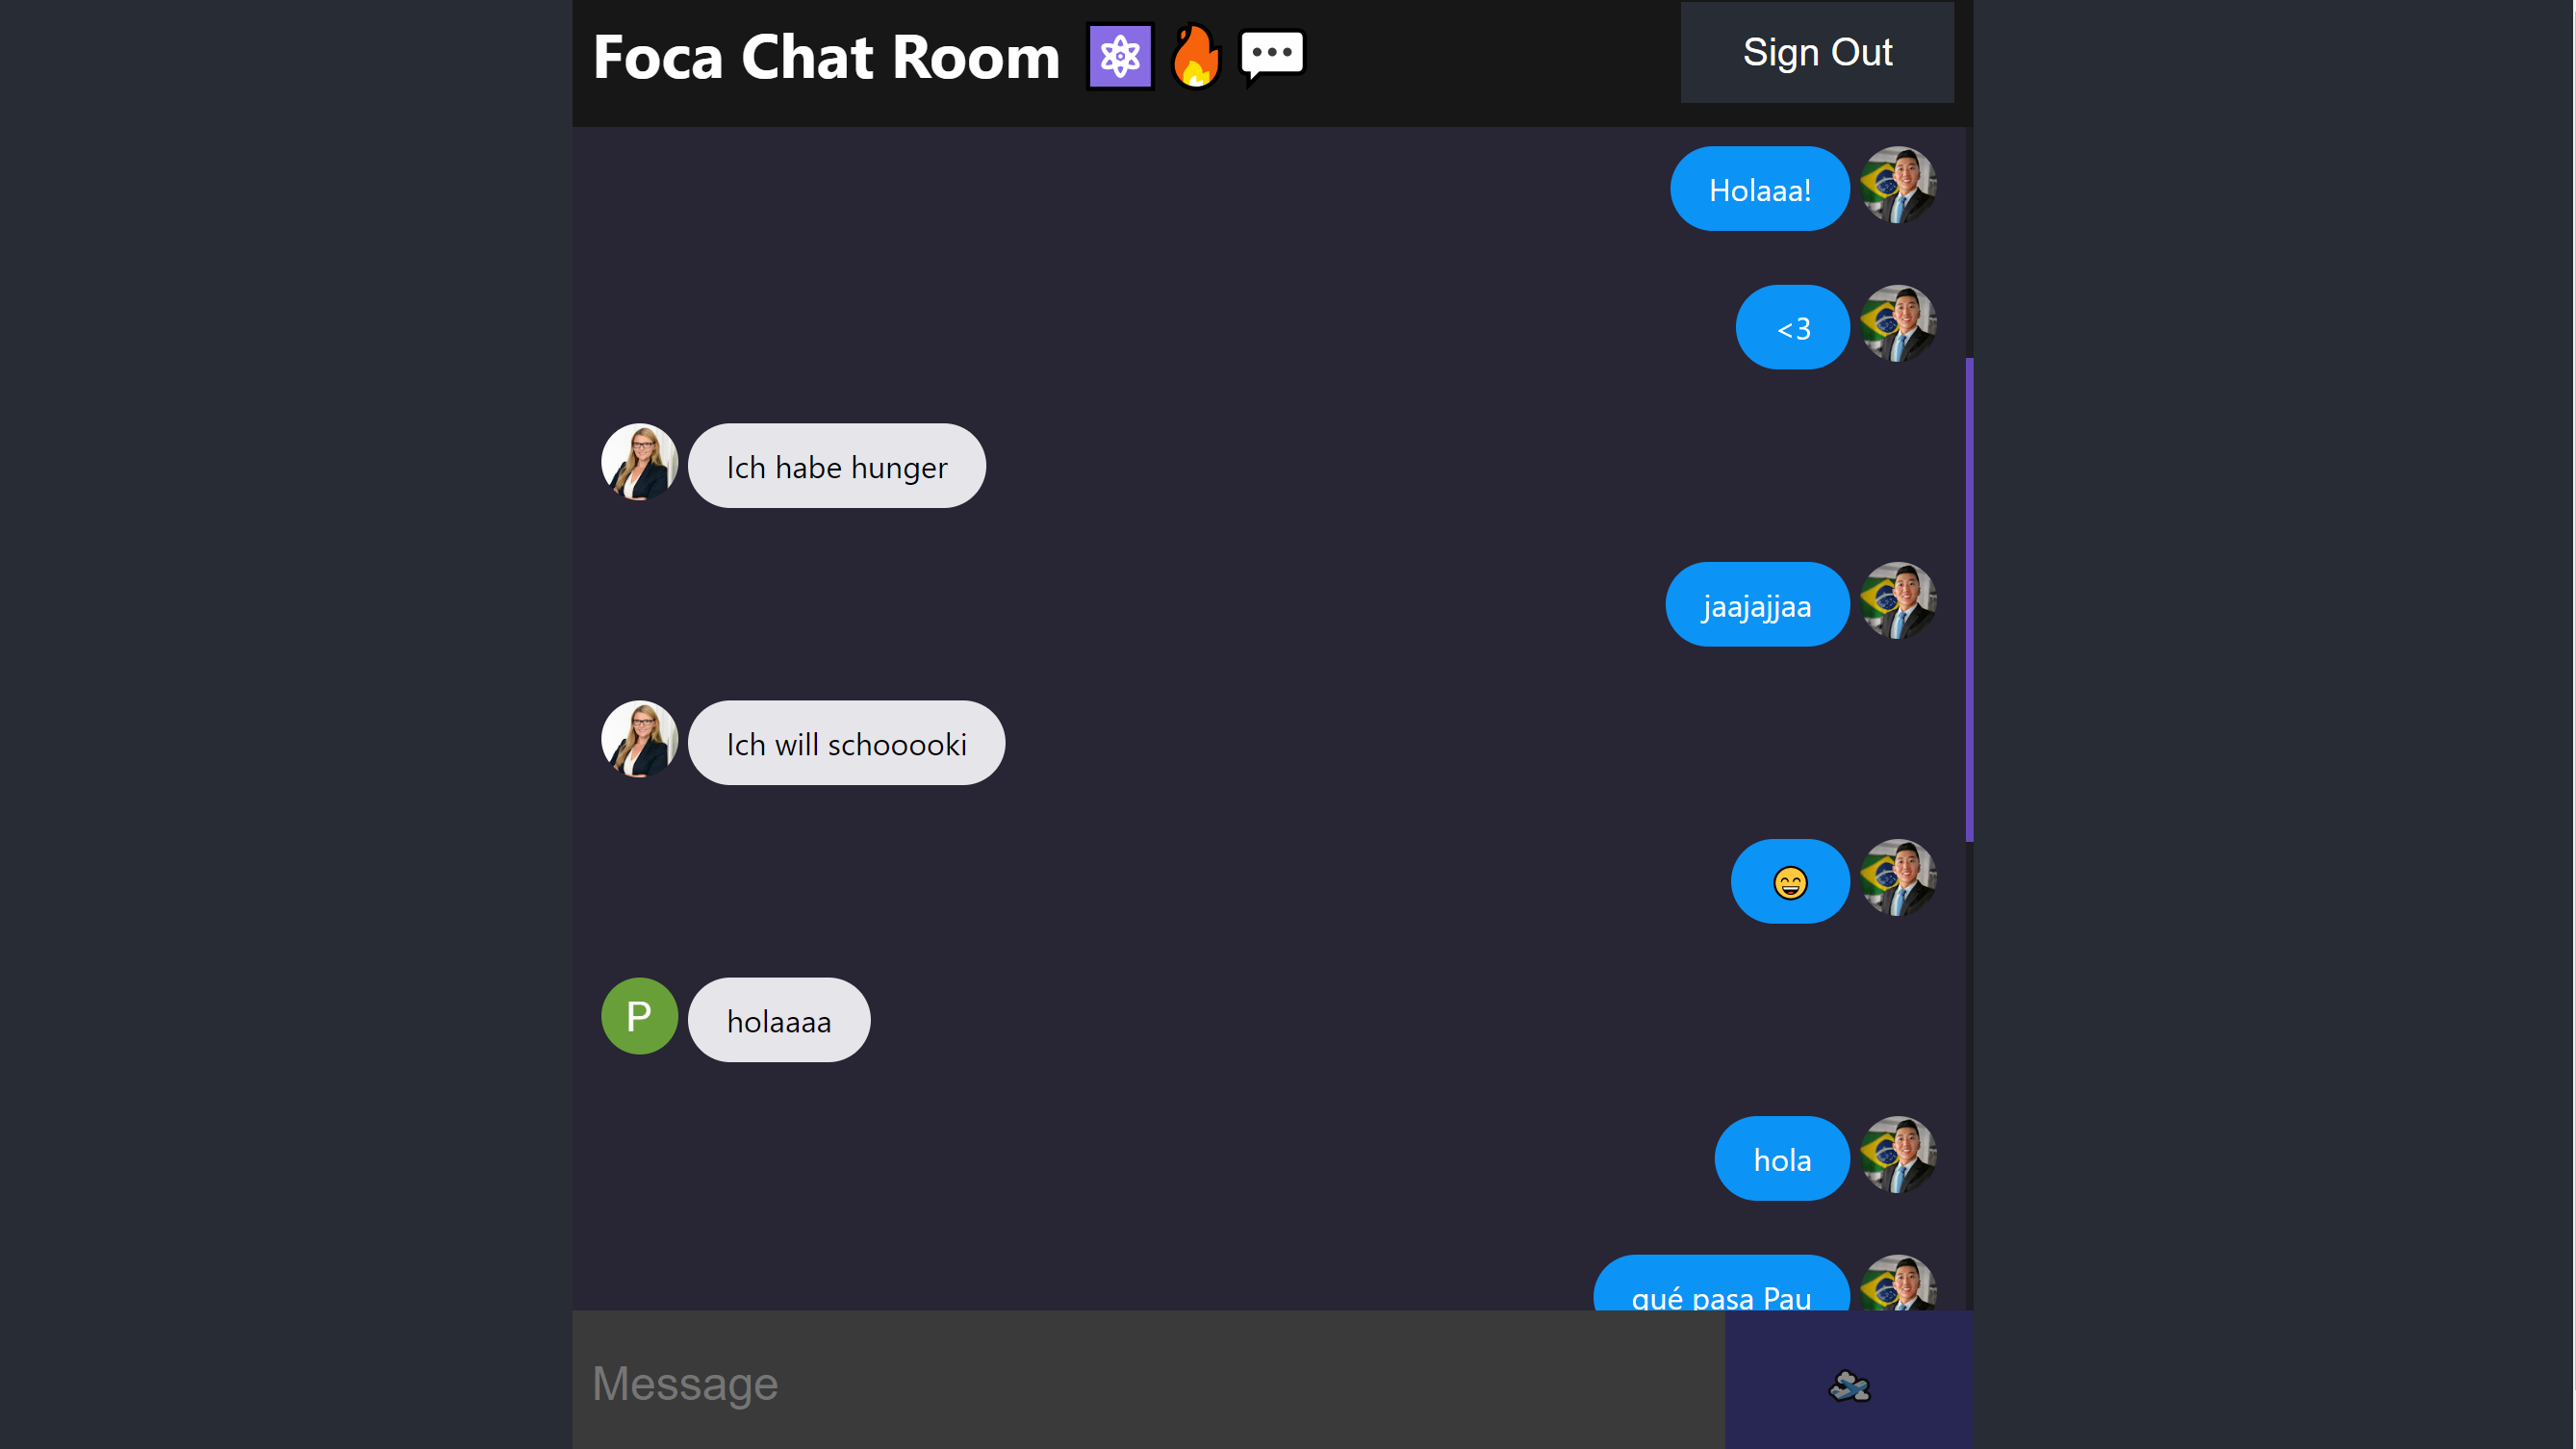 Foca Chat Room ⚛️🔥💬
Sign Out
Holaaa!
<3
Ich habe hunger
jaajajjaa
Ich will schooooki
😄
P
holaaaa
hola
qué pasa Pau
Message